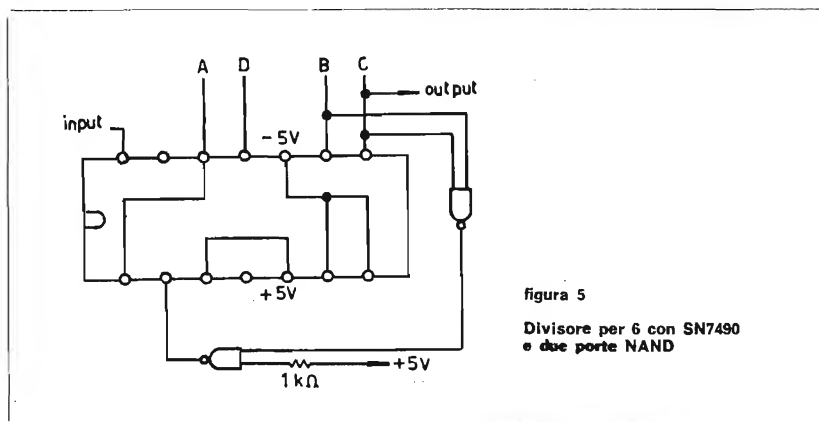 A D B C
output
input
- 5V
+5V
+5V
1kΩ
figura 5
Divisore per 6 con SN7490
e due porte NAND